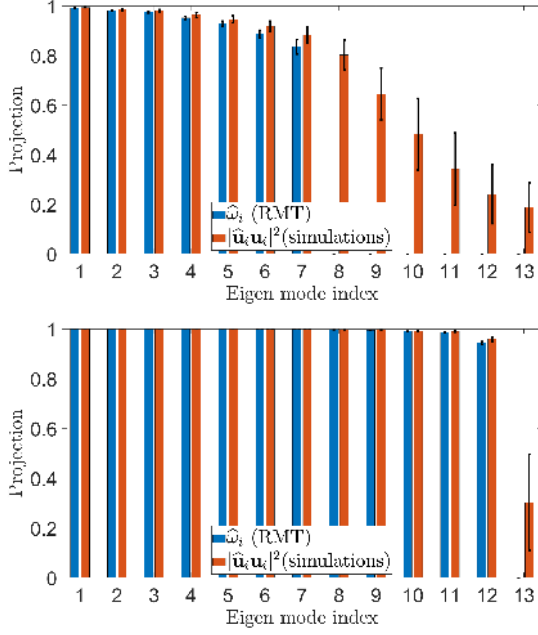 1
0.8
0.6
0.4
0.2
0
Projection
ω̂ᵢ (RMT)
|ûᵢuᵢ|²(simulations)
1 2 3 4 5 6 7 8 9 10 11 12 13
Eigen mode index
1
0.8
0.6
0.4
0.2
0
Projection
ω̂ᵢ (RMT)
|ûᵢuᵢ|²(simulations)
1 2 3 4 5 6 7 8 9 10 11 12 13
Eigen mode index